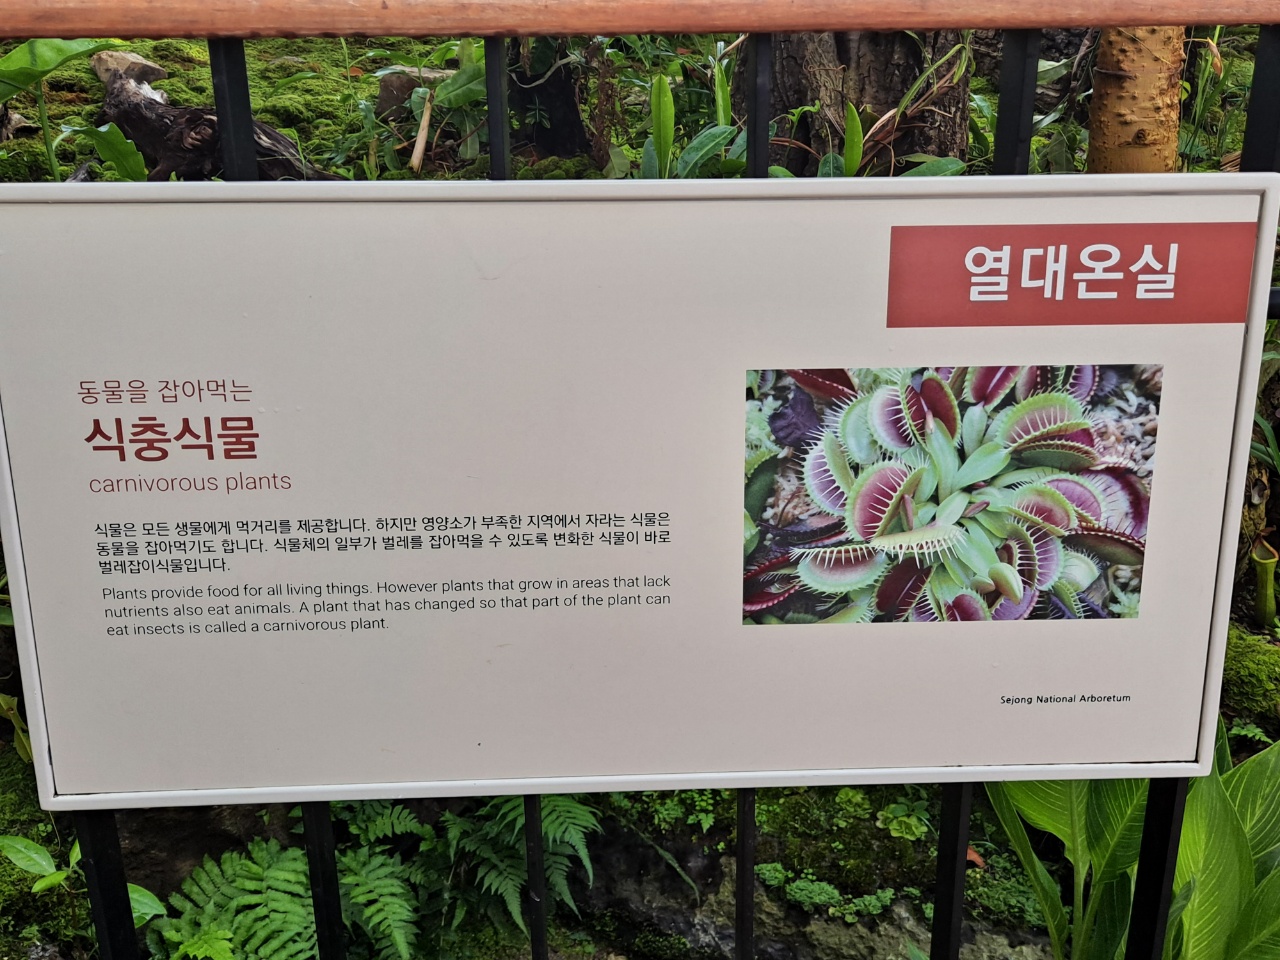 열대온실
동물을 잡아먹는
식충식물
carnivorous plants
식물은 모든 생물에게 먹거리를 제공합니다. 하지만 영양소가 부족한 지역에서 자라는 식물은
동물을 잡아먹기도 합니다. 식물체의 일부가 벌레를 잡아먹을 수 있도록 변화한 식물이 바로
벌레잡이식물입니다.
Plants provide food for all living things. However plants that grow in areas that lack
nutrients also eat animals. A plant that has changed so that part of the plant can
eat insects is called a carnivorous plant.
Sejong National Arboretum